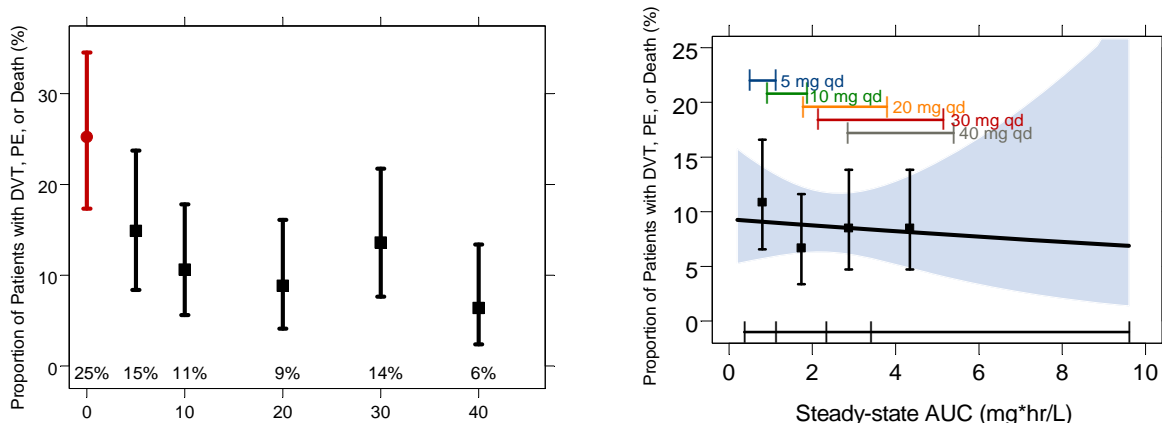 Proportion of Patients with DVT, PE, or Death (%)
30
20
10
0
25% 15% 11% 9% 14% 6%
0 10 20 30 40
Proportion of Patients with DVT, PE, or Death (%)
25
20
15
10
5
0
5 mg qd
10 mg qd
20 mg qd
30 mg qd
40 mg qd
0 2 4 6 8 10
Steady-state AUC (mg*hr/L)